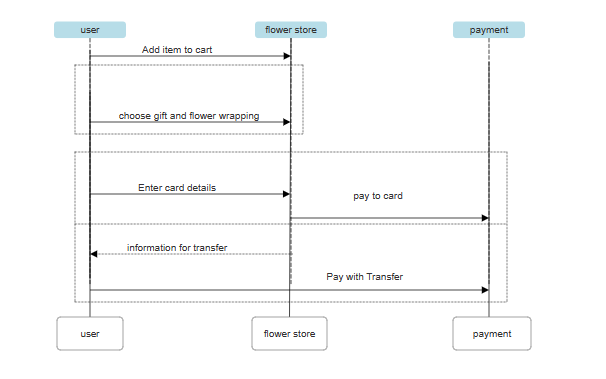 user
flower store
payment
Add item to cart
choose gift and flower wrapping
Enter card details
pay to card
information for transfer
Pay with Transfer
user
flower store
payment